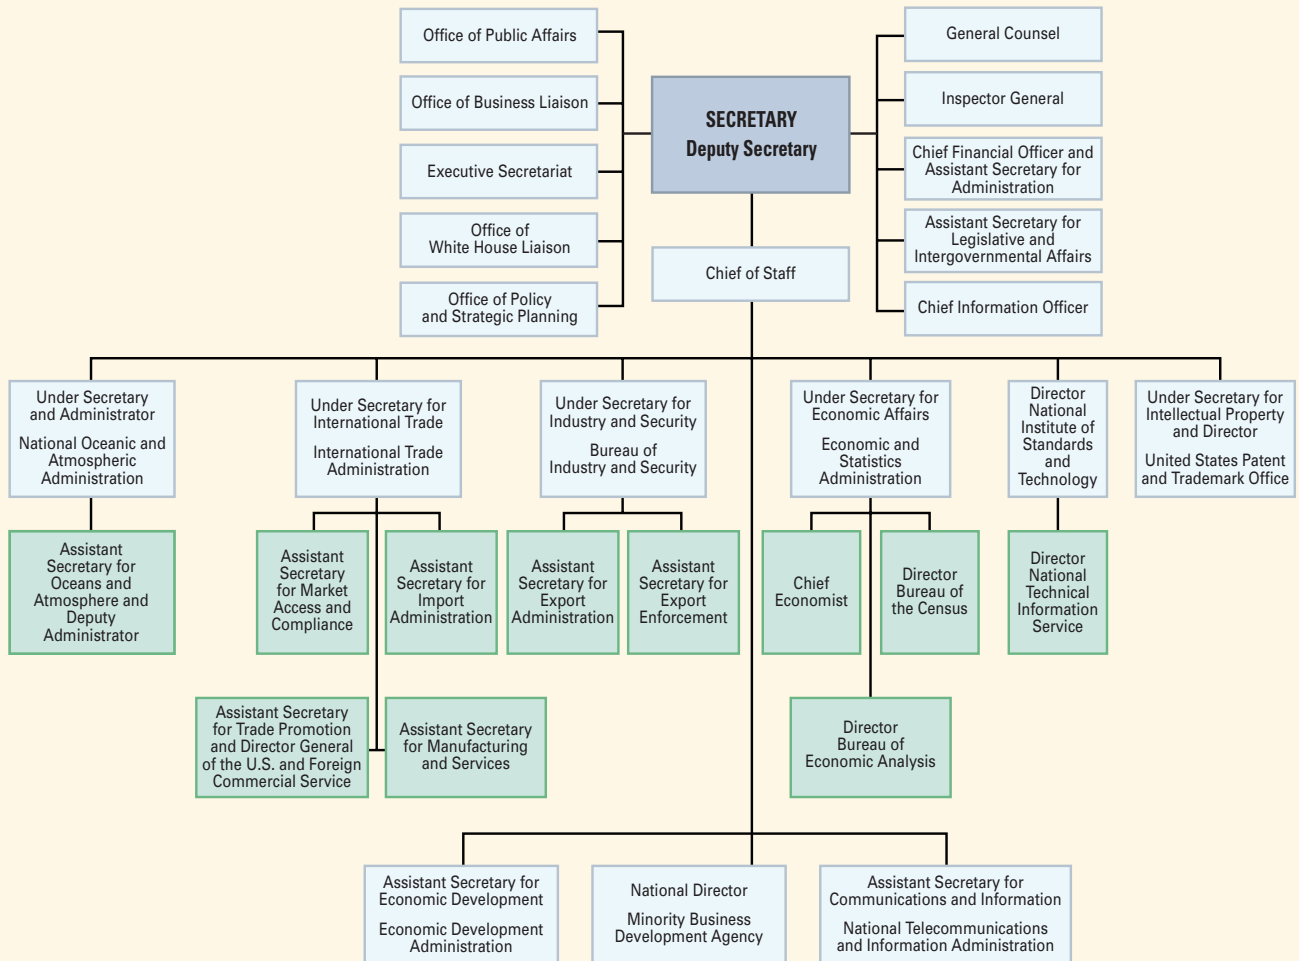 Office of Public Affairs
Office of Business Liaison
Executive Secretariat
Office of
White House Liaison
Office of Policy
and Strategic Planning
SECRETARY
Deputy Secretary
Chief of Staff
General Counsel
Inspector General
Chief Financial Officer and
Assistant Secretary for
Administration
Assistant Secretary for
Legislative and
Intergovernmental Affairs
Chief Information Officer
Under Secretary
and Administrator
National Oceanic and
Atmospheric
Administration
Under Secretary for
International Trade
International Trade
Administration
Under Secretary for
Industry and Security
Bureau of
Industry and Security
Under Secretary for
Economic Affairs
Economic and
Statistics
Administration
Director
National
Institute of
Standards
and
Technology
Under Secretary for
Intellectual Property
and Director
United States Patent
and Trademark Office
Assistant
Secretary for
Oceans and
Atmosphere and
Deputy
Administrator
Assistant
Secretary
for Market
Access and
Compliance
Assistant
Secretary for
Import
Administration
Assistant
Secretary for
Export
Administration
Assistant
Secretary for
Export
Enforcement
Chief
Economist
Director
Bureau of
the Census
Director
National
Technical
Information
Service
Assistant Secretary
for Trade Promotion
and Director General
of the U.S. and Foreign
Commercial Service
Assistant Secretary
for Manufacturing
and Services
Director
Bureau of
Economic Analysis
Assistant Secretary for
Economic Development
Economic Development
Administration
National Director
Minority Business
Development Agency
Assistant Secretary for
Communications and Information
National Telecommunications
and Information Administration